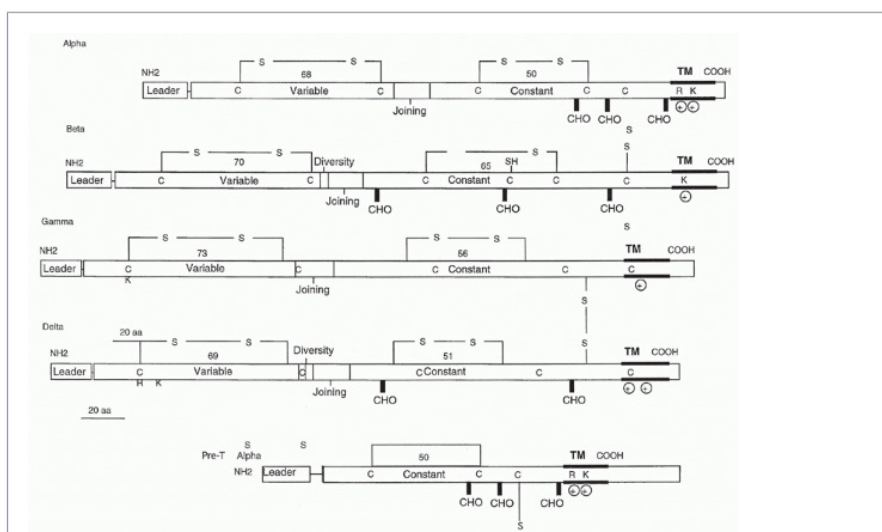 Alpha
S S
NH2 68 50 TM COOH
Leader C Variable C C Constant C C R K
Joining CHO CHO CHO + +
S
Beta
S S S S S
NH2 70 Diversity 65 SH TM COOH
Leader C Variable C C Constant C C C K
Joining CHO CHO CHO +
Gamma S
S S S S
NH2 73 56 TM COOH
Leader C Variable C C Constant C C
K Joining +
S
Delta
20 aa S S S S S
NH2 69 Diversity 51 TM COOH
Leader C Variable C C Constant C C
R K Joining CHO CHO + +
20 aa
S S
Pre-T Alpha 50 TM COOH
NH2 Leader C Constant C C R K
CHO CHO CHO + +
S